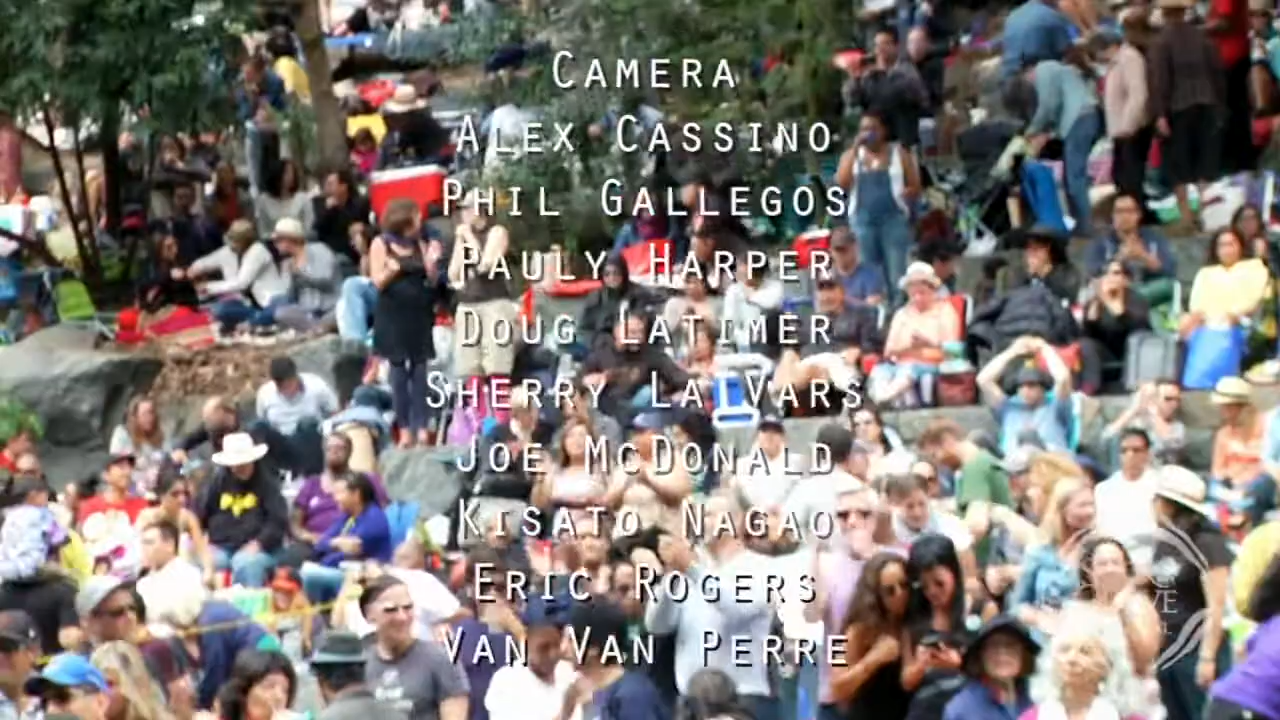 Camera
Alex Cassino
Phil Gallegos
Pauly Harper
Doug Latimer
Sherry La Vars
Joe McDonald
Kisato Nagao
Eric Rogers
Van Van Perre